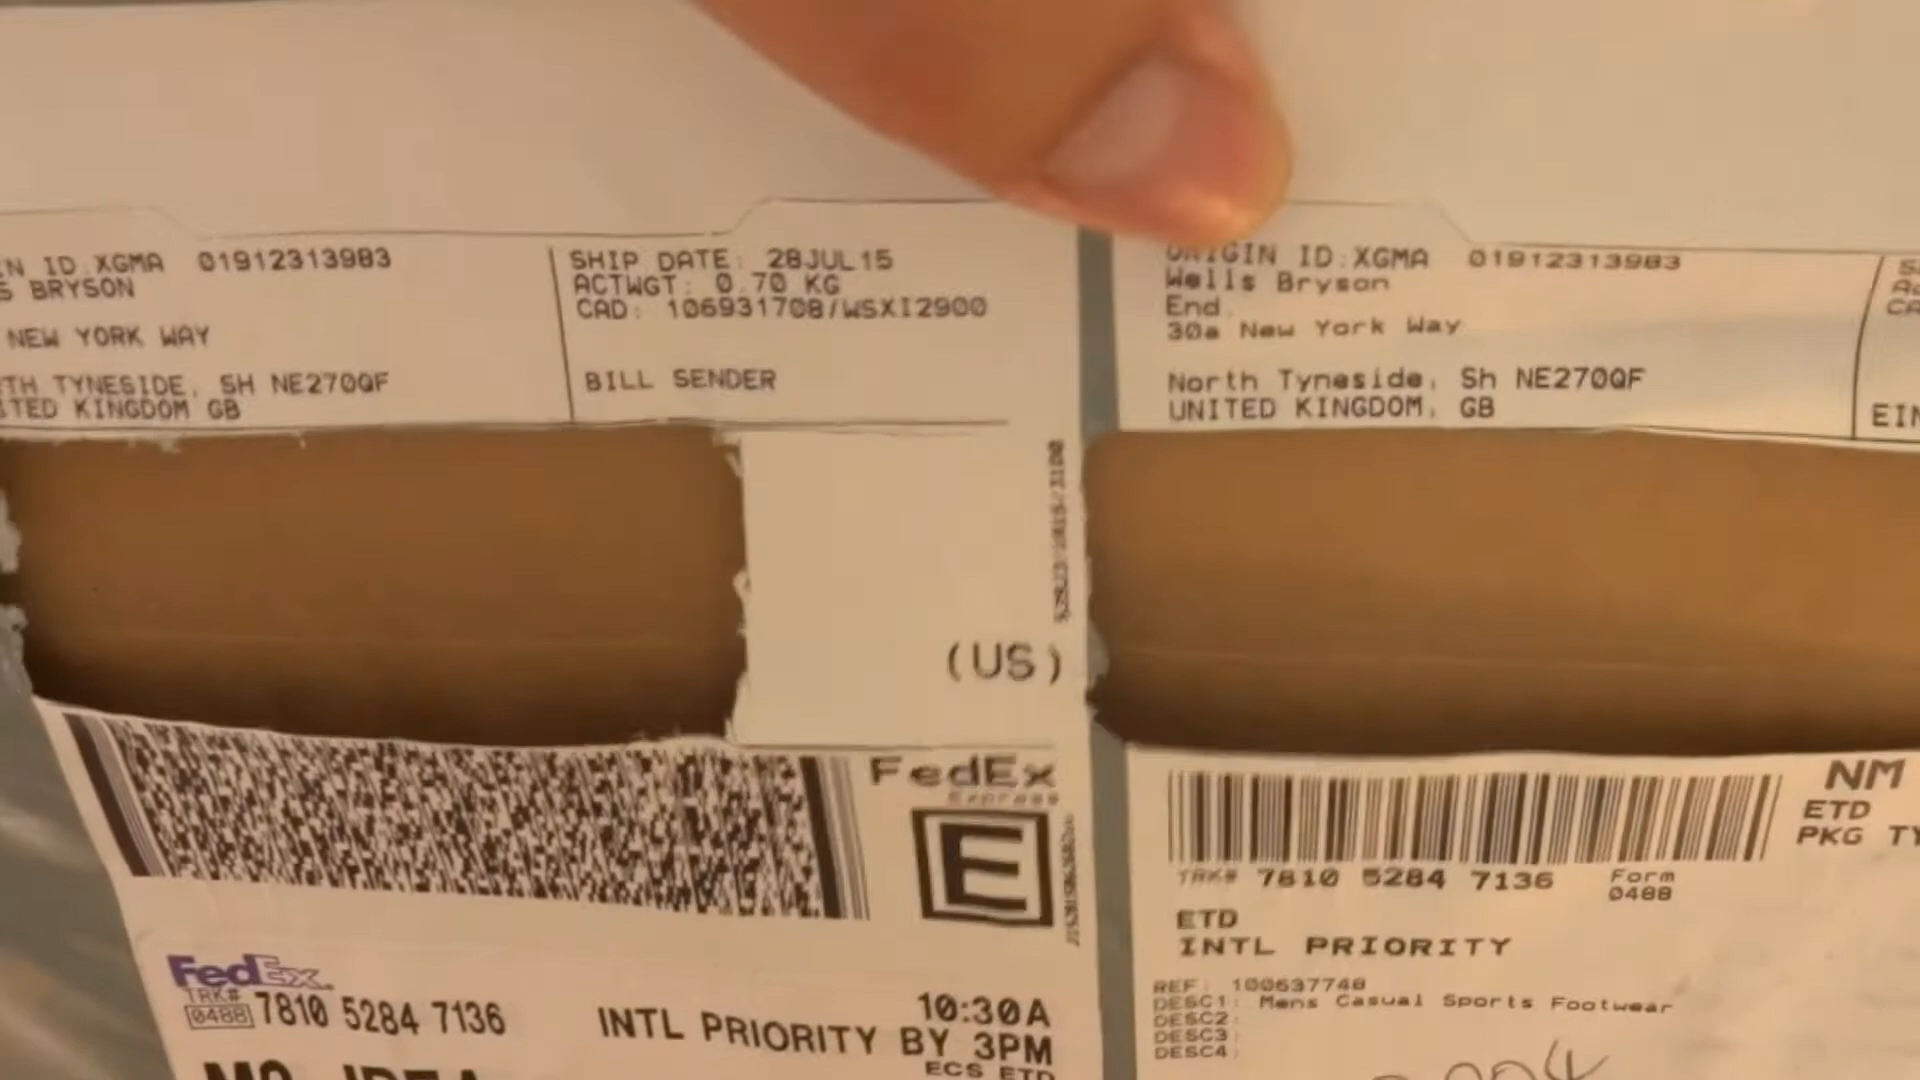 N ID:XGMA 01912313983
S BRYSON
NEW YORK WAY
TH TYNESIDE, SH NE270QF
ITED KINGDOM GB
SHIP DATE: 28JUL15
ACTWGT: 0.70 KG
CAD: 106931708/WSXI2900
BILL SENDER
(US)
FedEx
Express
E
FedEx
TRK#
0488
7810 5284 7136
INTL PRIORITY BY 3PM
10:30A
ECS ETD
ORIGIN ID:XGMA 01912313983
Wells Bryson
End.
30a New York Way
North Tyneside, Sh NE270QF
UNITED KINGDOM, GB
EIN
NM
ETD
PKG TY
TRK# 7810 5284 7136 Form
0488
ETD
INTL PRIORITY
REF: 100637740
DESC1: Mens Casual Sports Footwear
DESC2:
DESC3:
DESC4: